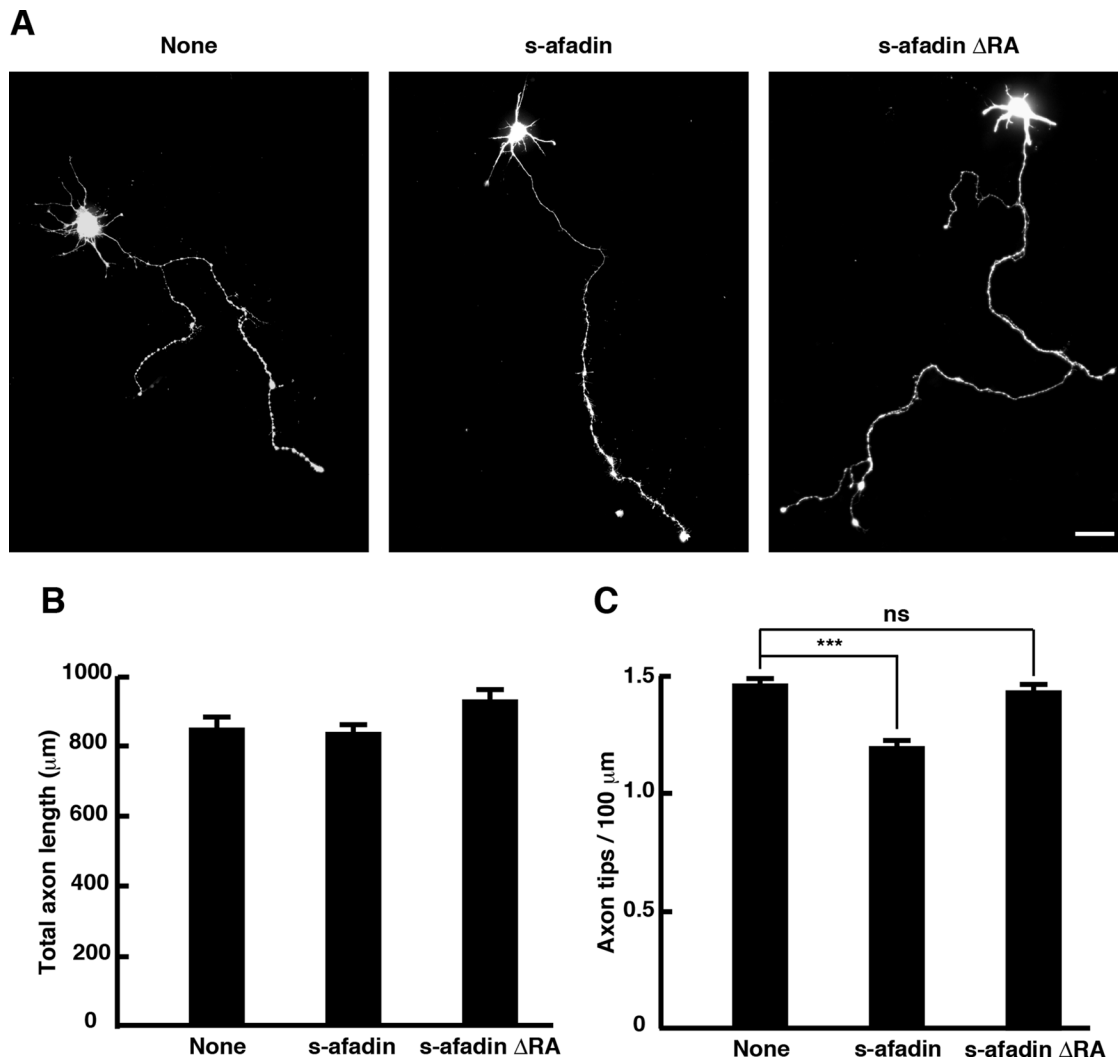 A
None
s-afadin
s-afadin ΔRA
B
Total axon length (μm)
1000
800
600
400
200
0
None
s-afadin
s-afadin ΔRA
C
ns
***
Axon tips / 100 μm
1.5
1.0
0.5
0
None
s-afadin
s-afadin ΔRA